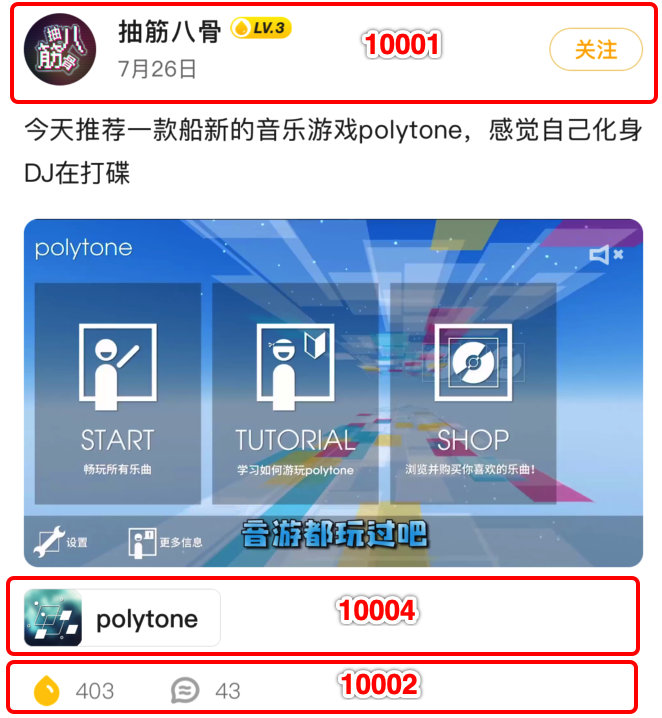 抽筋八骨
抽筋八骨 LV.3
7月26日
10001
关注
今天推荐一款船新的音乐游戏polytone，感觉自己化身
DJ在打碟
polytone
START
畅玩所有乐曲
TUTORIAL
学习如何游玩polytone
SHOP
浏览并购买你喜欢的乐曲！
设置
更多信息
音游都玩过吧
polytone
10004
403
43
10002